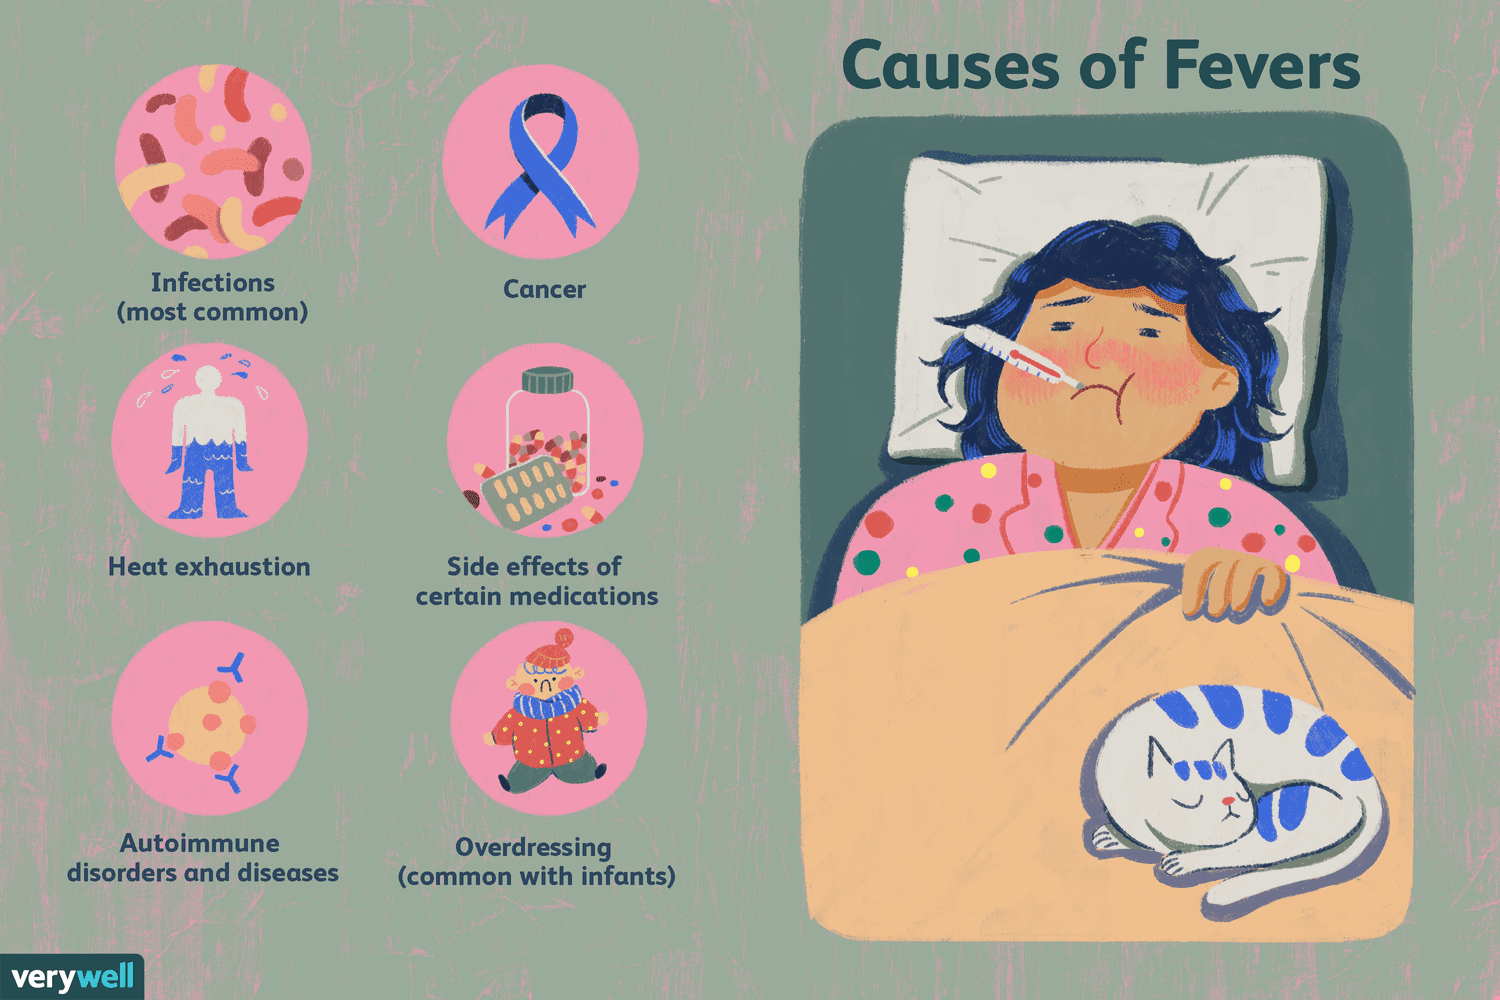 Causes of Fevers
Infections
(most common)
Cancer
Heat exhaustion
Side effects of
certain medications
Autoimmune
disorders and diseases
Overdressing
(common with infants)
verywell